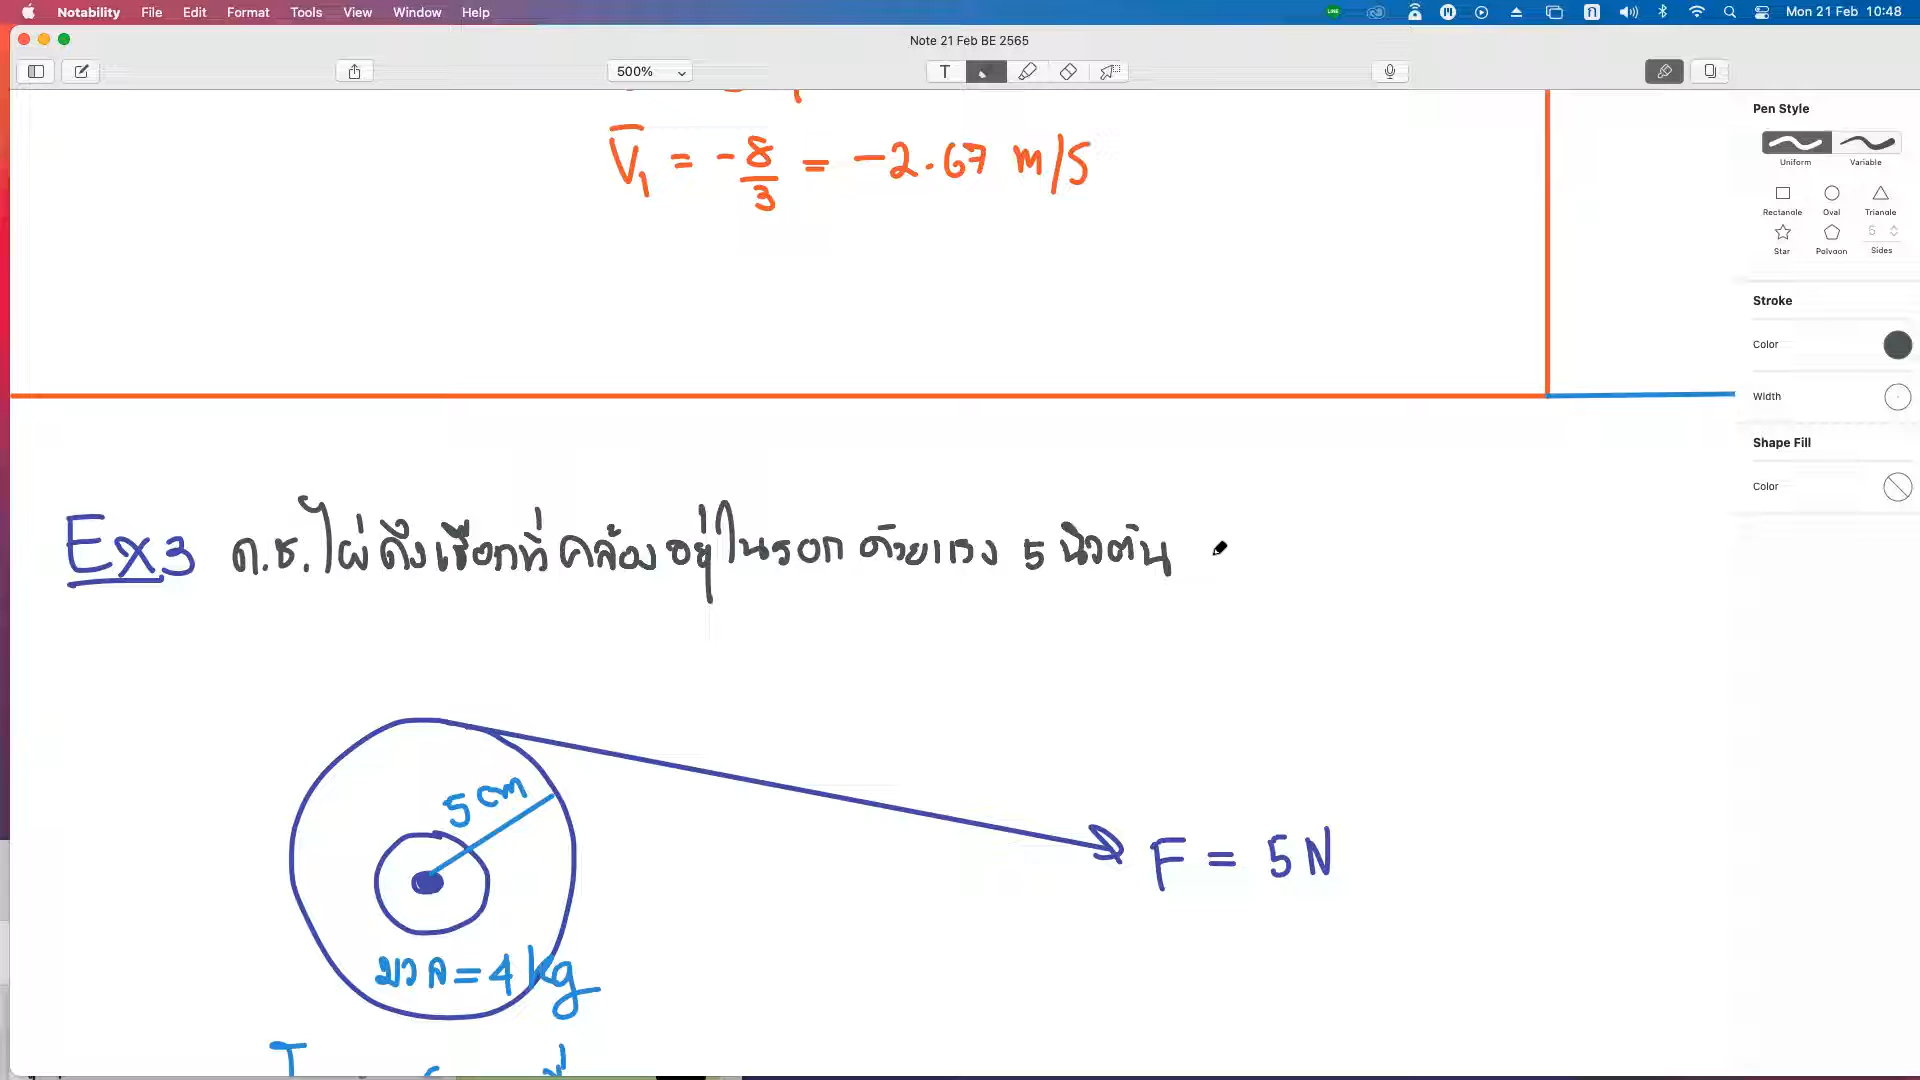 Notability File Edit Format Tools View Window Help
Mon 21 Feb 10:48
Note 21 Feb BE 2565
500%
T
Pen Style
Uniform Variable
Rectangle Oval Triangle
5
Star Polygon Sides
Stroke
Color
Width
Shape Fill
Color
V̅₁ = -8/3 = -2.67 m/s
Ex3 ด.ช. ไผ่ดึงเชือกที่คล้องอยู่ในรอก ด้วยแรง 5 นิวตัน
5 cm
F = 5 N
มวล = 4 kg